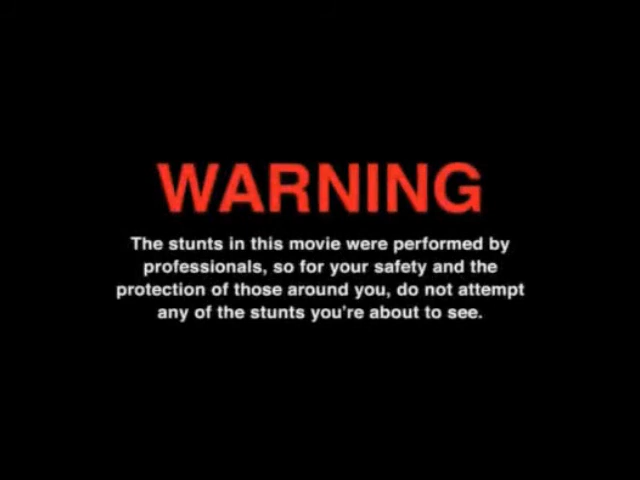 WARNING
The stunts in this movie were performed by
professionals, so for your safety and the
protection of those around you, do not attempt
any of the stunts you're about to see.